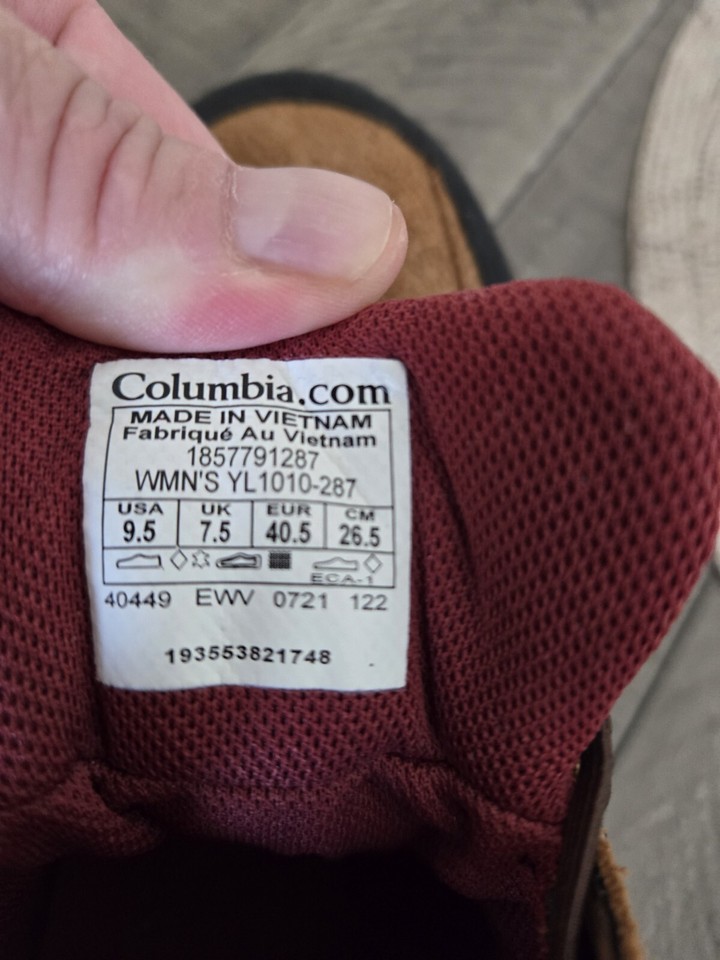 Columbia.com
MADE IN VIETNAM
Fabriqué Au Vietnam
1857791287
WMN'S YL1010-287
USA UK EUR CM
9.5 7.5 40.5 26.5
ECA-1
40449 EWV 0721 122
193553821748